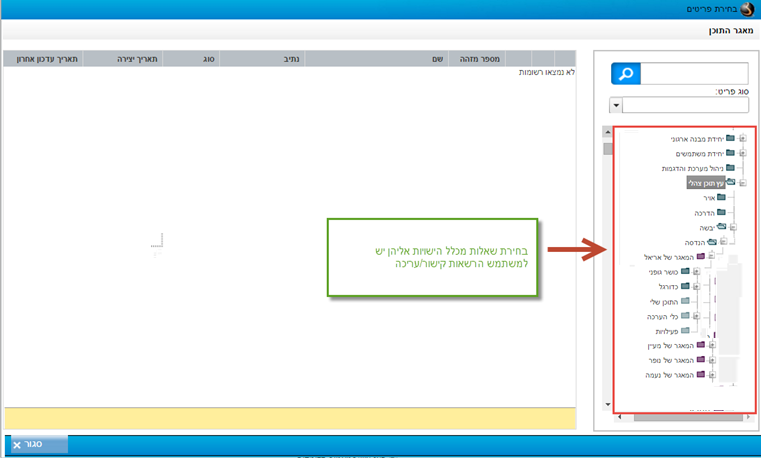 בחירת פריטים
מאגר התוכן
מספר מזהה שם נתיב סוג תאריך יצירה תאריך עדכון אחרון
לא נמצאו רשומות
סוג פריט:
יחידת מבנה ארגוני
יחידת משתמשים
ניהול מערכת והדגמות
עץ תוכן צהלי
אויר
הדרכה
יבשה
הנדסה
המאגר של אריאל
כושר גופני
כדורגל
התוכן שלי
כלי הערכה
פעילויות
המאגר של מעיין
המאגר של נופר
המאגר של נעמה
בחירת שאלות מכלל הישויות אליהן יש
למשתמש הרשאות קישור/עריכה
סגור